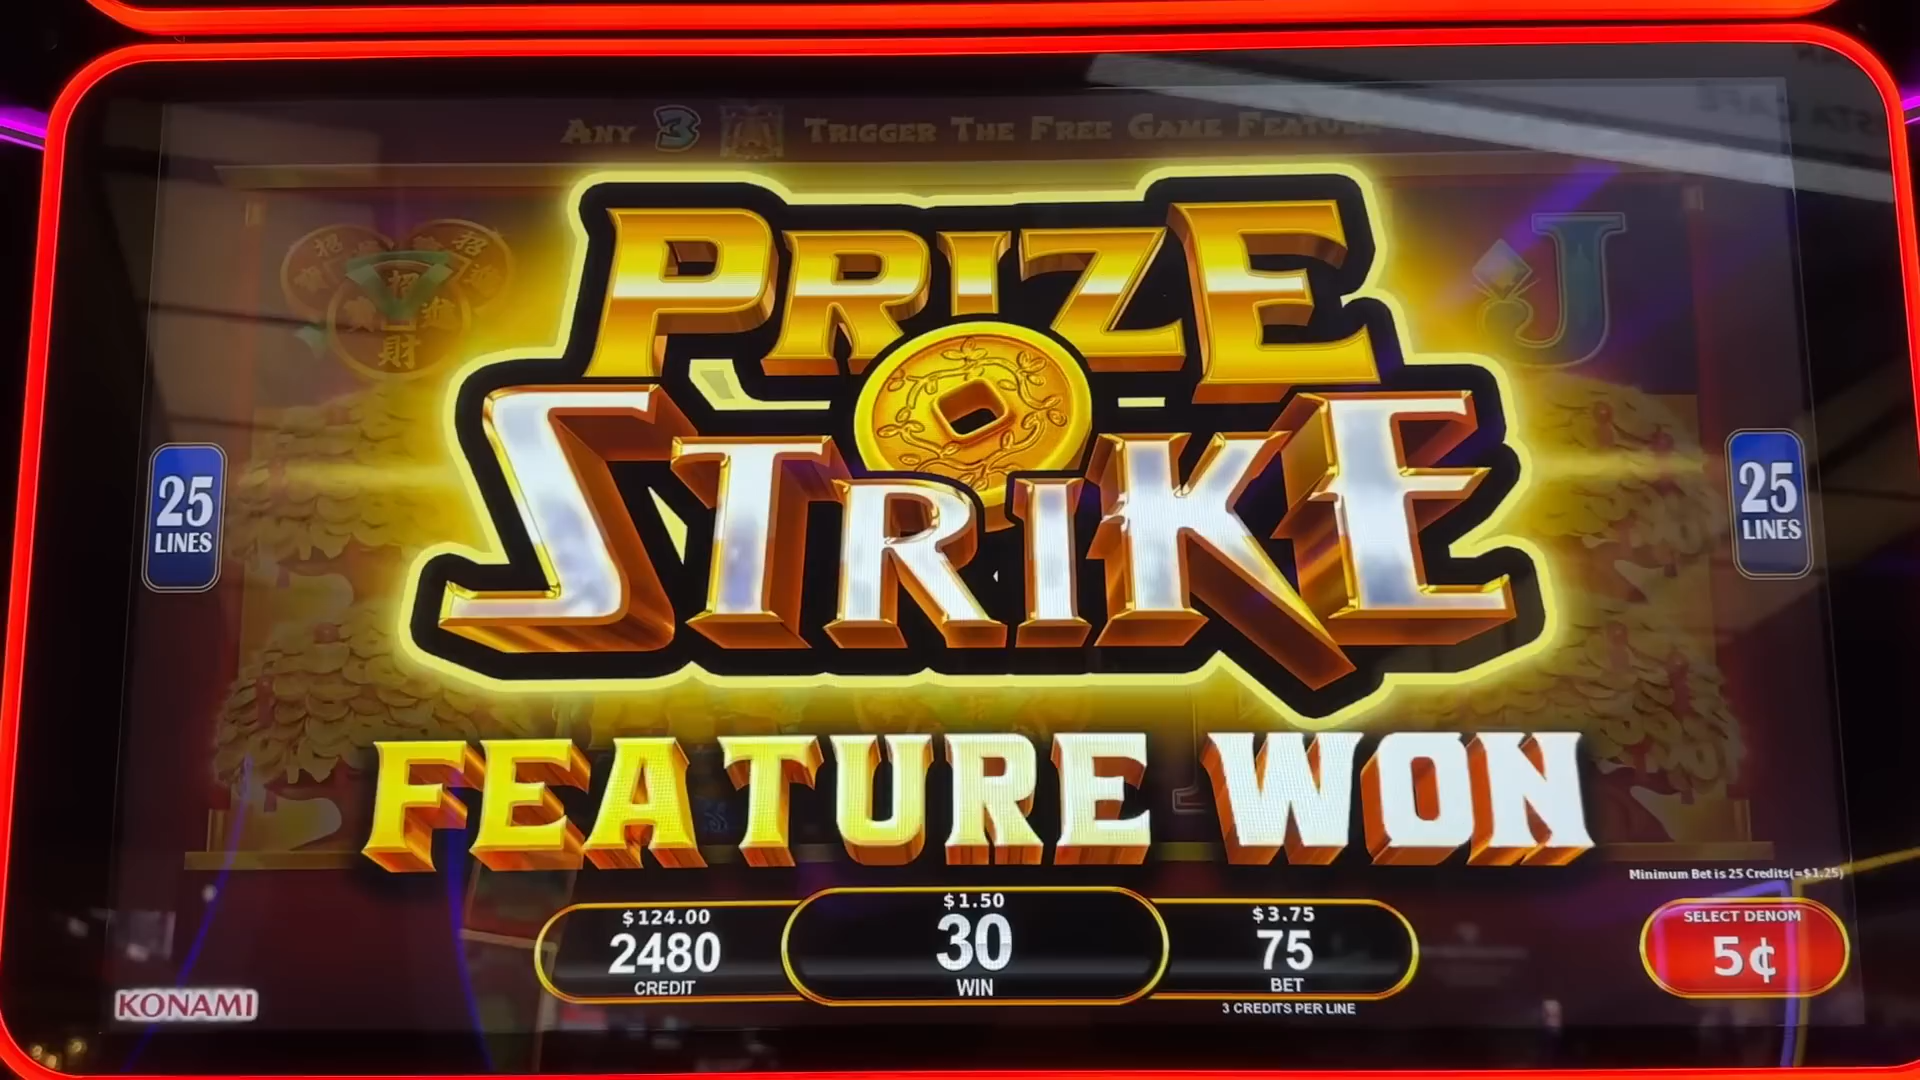 ANY 3 TRIGGER THE FREE GAME FEATURE
PRIZE
STRIKE
FEATURE WON
25
LINES
25
LINES
J
Minimum Bet is 25 Credits(=$1.25)
$124.00
2480
CREDIT
$1.50
30
WIN
$3.75
75
BET
3 CREDITS PER LINE
SELECT DENOM
5¢
KONAMI